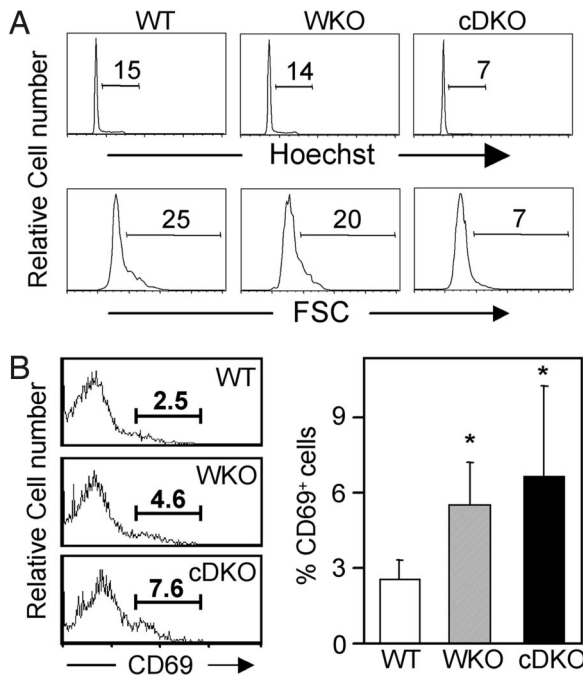 A
WT WKO cDKO
Relative Cell number
15 14 7
Hoechst
25 20 7
FSC
B
Relative Cell number
WT
2.5
WKO
4.6
cDKO
7.6
CD69
% CD69⁺ cells
9
6
3
0
* *
WT WKO cDKO